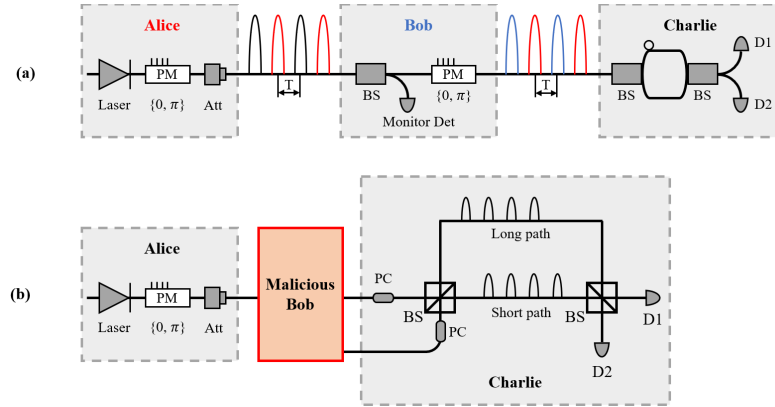 (a)
Alice
Laser
PM
{0, π}
Att
T
Bob
BS
Monitor Det
PM
{0, π}
T
Charlie
BS
BS
D1
D2
(b)
Alice
Laser
PM
{0, π}
Att
Malicious
Bob
PC
BS
PC
Long path
Short path
BS
D1
D2
Charlie